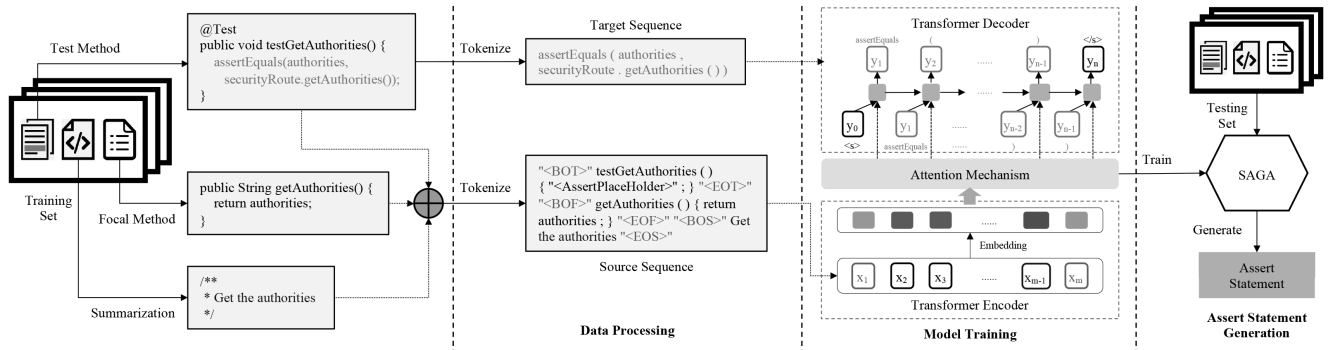 Test Method
@Test
public void testGetAuthorities() {
assertEquals(authorities,
securityRoute.getAuthorities());
}
Training
Set
Focal Method
public String getAuthorities() {
return authorities;
}
Summarization
/**
* Get the authorities
*/
Tokenize
Target Sequence
assertEquals ( authorities ,
securityRoute . getAuthorities ( ) )
Tokenize
"<BOT>" testGetAuthorities ( )
{ "<AssertPlaceHolder>" ; } "<EOT>"
"<BOF>" getAuthorities ( ) { return
authorities ; } "<EOF>" "<BOS>" Get
the authorities "<EOS>"
Source Sequence
Data Processing
Transformer Decoder
assertEquals ( ) </s>
y1 y2 ...... yn-1 yn
......
y0 y1 ...... yn-2 yn-1
<s> assertEquals ...... ) )
Attention Mechanism
......
Embedding
x1 x2 x3 ...... xm-1 xm
Transformer Encoder
Model Training
Train
Testing
Set
SAGA
Generate
Assert
Statement
Assert Statement
Generation